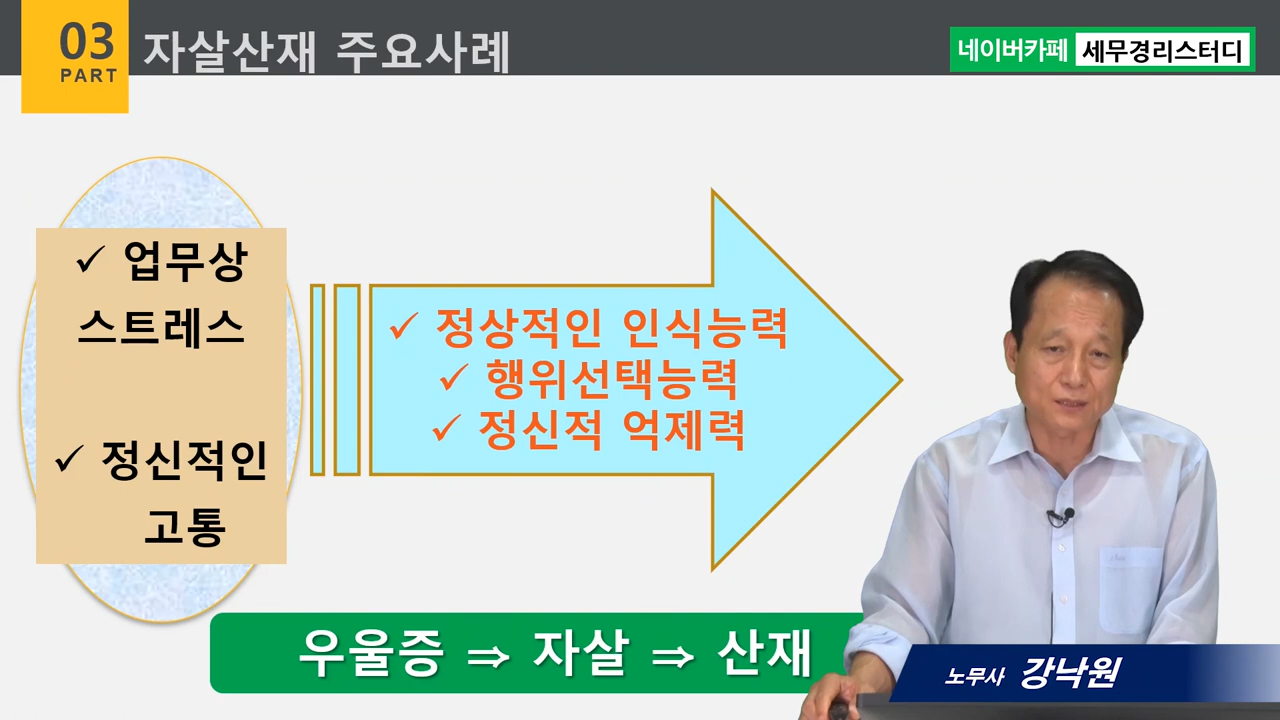 03
PART
자살산재 주요사례
네이버카페 세무경리스터디
✓ 업무상
스트레스
✓ 정신적인
고통
✓ 정상적인 인식능력
✓ 행위선택능력
✓ 정신적 억제력
우울증 ⇒ 자살 ⇒ 산재
노무사 강낙원